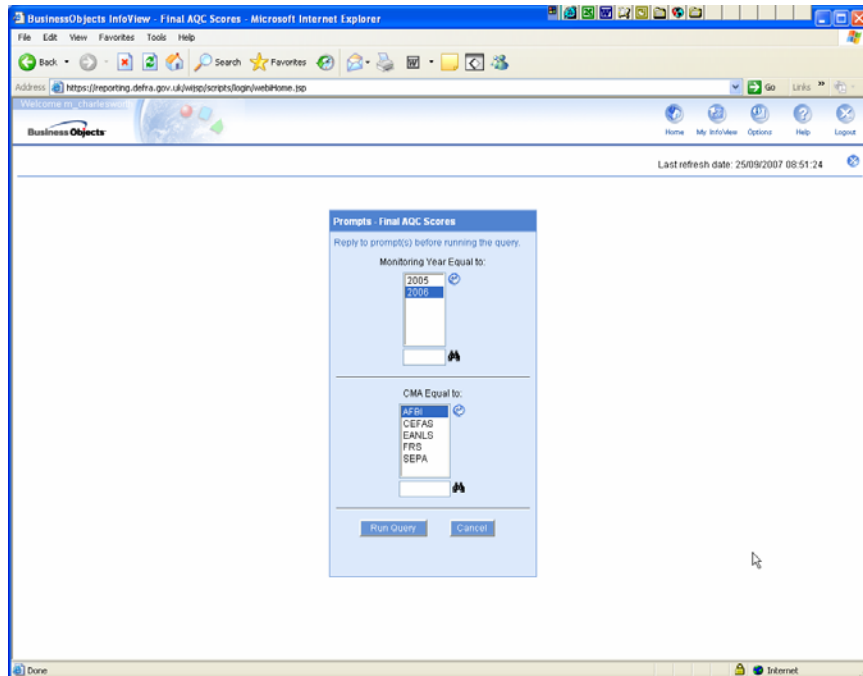 BusinessObjects InfoView - Final AQC Scores - Microsoft Internet Explorer
File Edit View Favorites Tools Help
Back Search Favorites
Address https://reporting.defra.gov.uk/wijsp/scripts/login/webiHome.jsp Go Links »
Welcome m_charlesworth
Business Objects
Home My InfoView Options Help Logout
Last refresh date: 25/09/2007 08:51:24
Prompts - Final AQC Scores
Reply to prompt(s) before running the query.
Monitoring Year Equal to:
2005
2006
CMA Equal to:
AFBI
CEFAS
EANLS
FRS
SEPA
Run Query Cancel
Done Internet